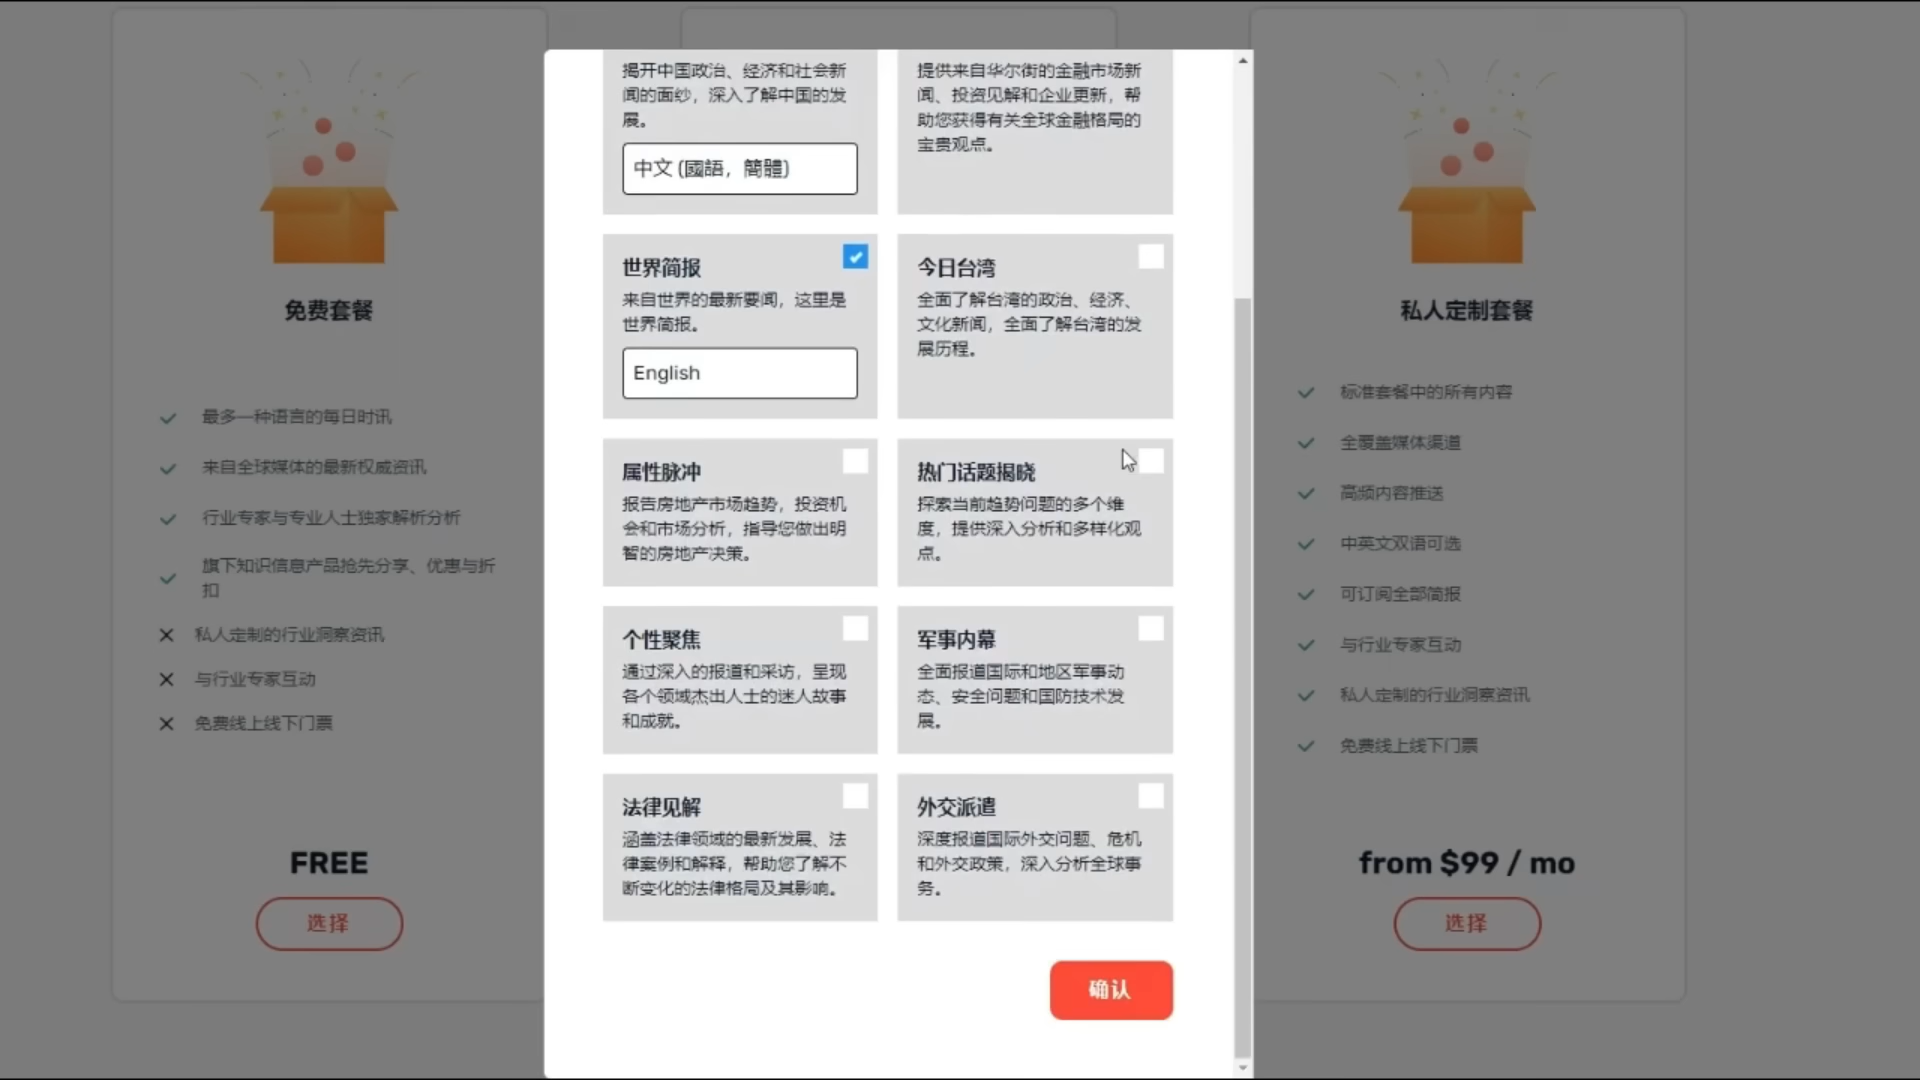 免费套餐
最多一种语言的每日时讯
来自全球媒体的最新权威资讯
行业专家与专业人士独家解析分析
旗下知识信息产品抢先分享、优惠与折
扣
私人定制的行业洞察资讯
与行业专家互动
免费线上线下门票
FREE
选择
揭开中国政治、经济和社会新
闻的面纱，深入了解中国的发
展。
中文 (國語，簡體)
提供来自华尔街的金融市场新
闻、投资见解和企业更新，帮
助您获得有关全球金融格局的
宝贵观点。
世界简报
来自世界的最新要闻，这里是
世界简报。
English
今日台湾
全面了解台湾的政治、经济、
文化新闻，全面了解台湾的发
展历程。
属性脉冲
报告房地产市场趋势，投资机
会和市场分析，指导您做出明
智的房地产决策。
热门话题揭晓
探索当前趋势问题的多个维
度，提供深入分析和多样化观
点。
个性聚焦
通过深入的报道和采访，呈现
各个领域杰出人士的迷人故事
和成就。
军事内幕
全面报道国际和地区军事动
态、安全问题和国防技术发
展。
法律见解
涵盖法律领域的最新发展、法
律案例和解释，帮助您了解不
断变化的法律格局及其影响。
外交派遣
深度报道国际外交问题、危机
和外交政策，深入分析全球事
务。
确认
私人定制套餐
标准套餐中的所有内容
全覆盖媒体渠道
高频内容推送
中英文双语可选
可订阅全部简报
与行业专家互动
私人定制的行业洞察资讯
免费线上线下门票
from $99 / mo
选择